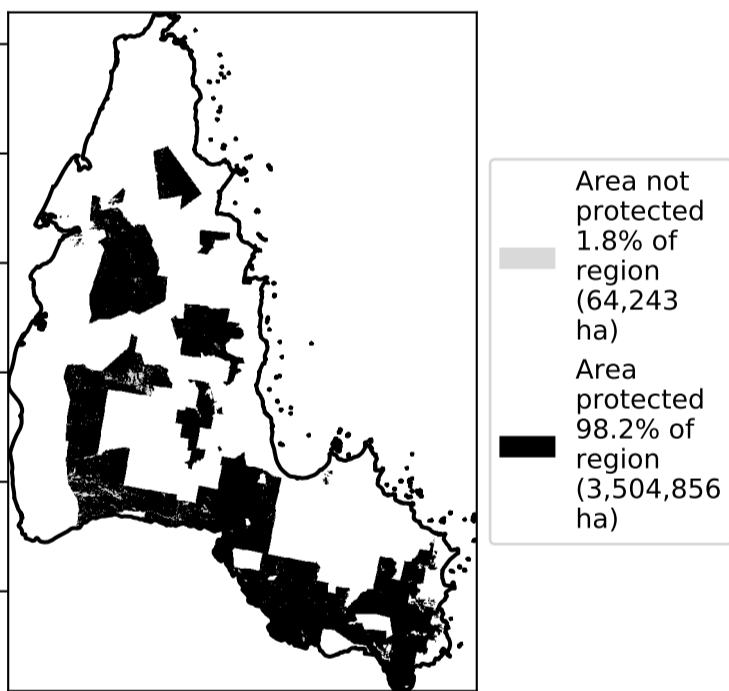 Area not
protected
1.8% of
region
(64,243
ha)
Area
protected
98.2% of
region
(3,504,856
ha)